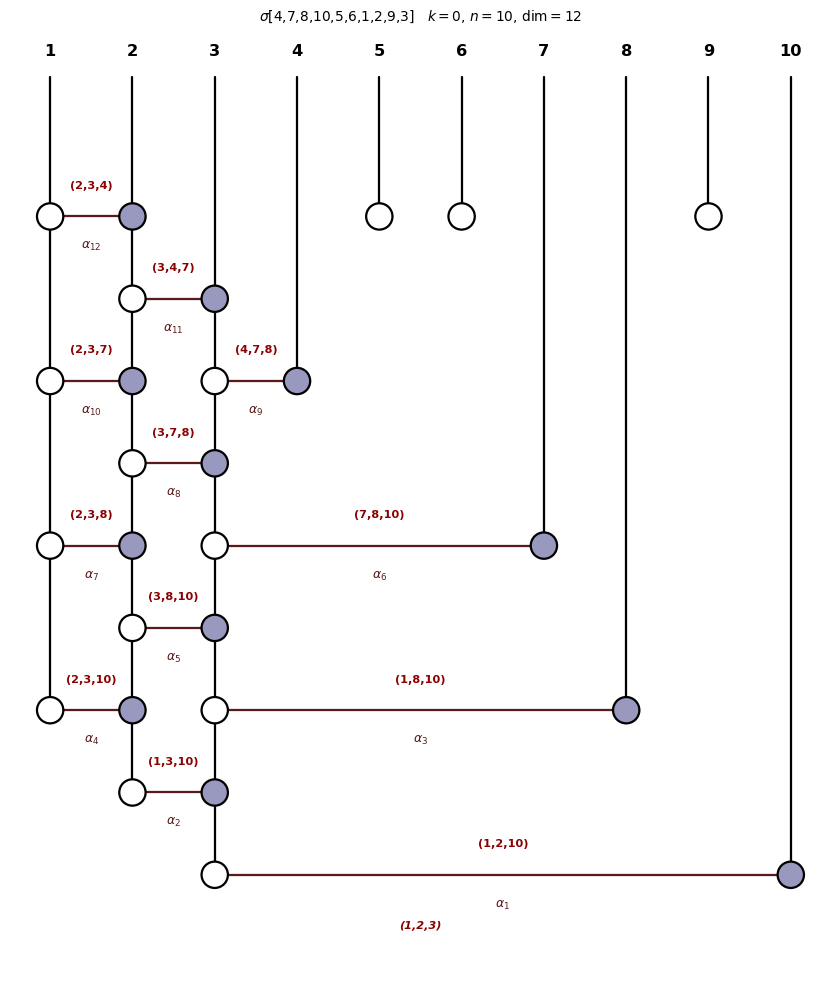 σ[4,7,8,10,5,6,1,2,9,3]   k=0, n=10, dim=12
1 2 3 4 5 6 7 8 9 10
(2,3,4)
α₁₂
(3,4,7)
α₁₁
(2,3,7) (4,7,8)
α₁₀ α₉
(3,7,8)
α₈
(2,3,8) (7,8,10)
α₇ α₆
(3,8,10)
α₅
(2,3,10) (1,8,10)
α₄ α₃
(1,3,10)
α₂
(1,2,10)
α₁
(1,2,3)